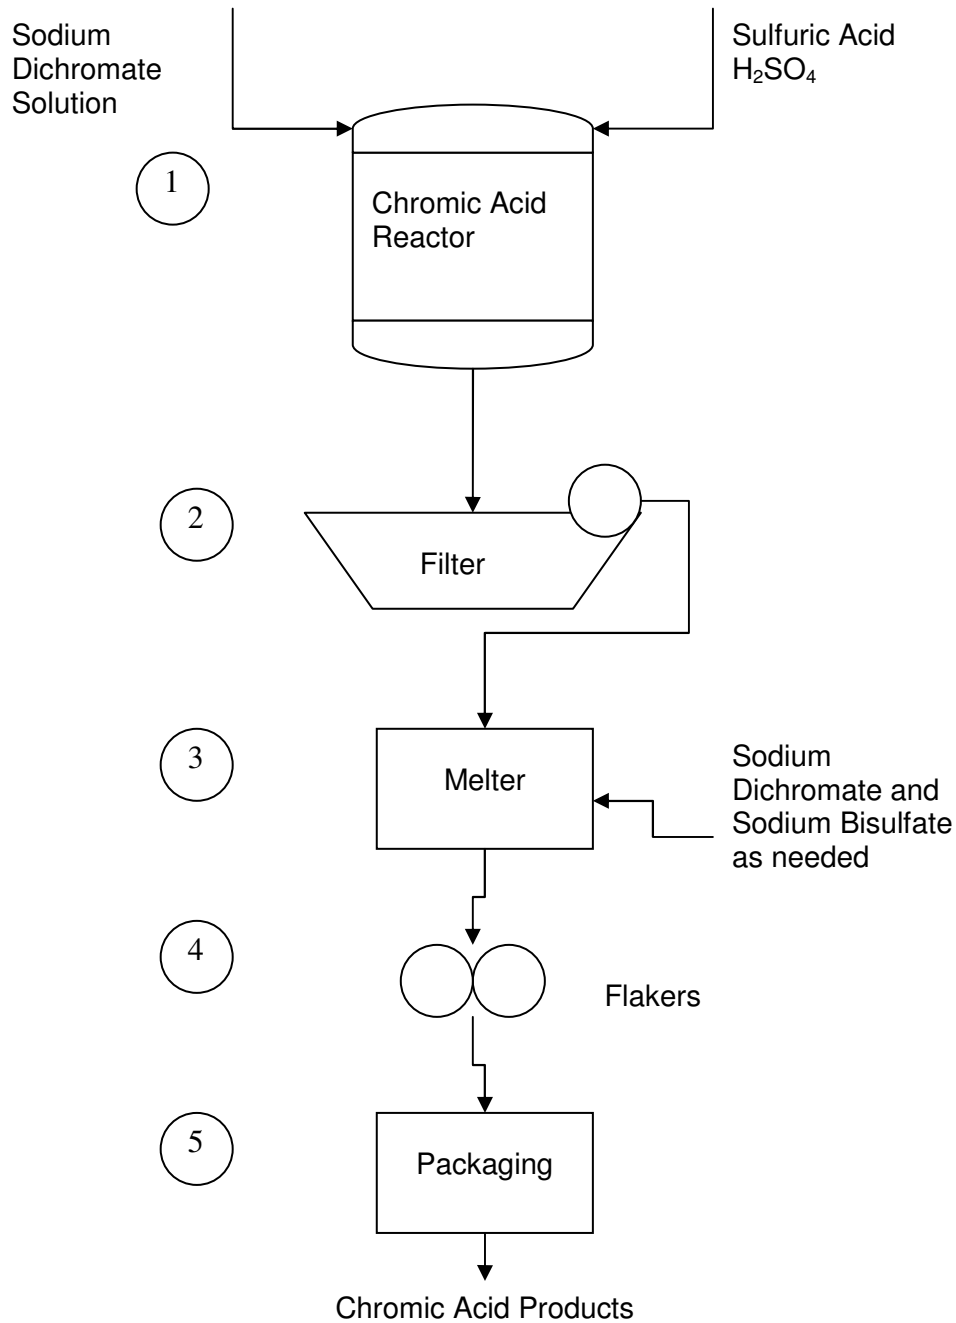 Sodium
Dichromate
Solution
Sulfuric Acid
H₂SO₄
1
Chromic Acid
Reactor
2
Filter
3
Melter
Sodium
Dichromate and
Sodium Bisulfate
as needed
4
Flakers
5
Packaging
Chromic Acid Products